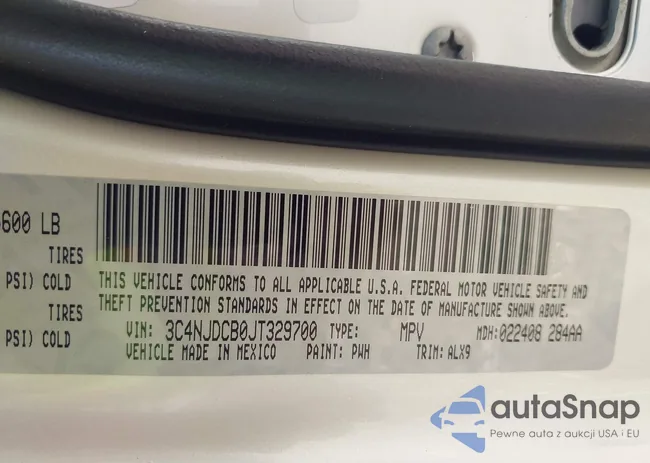 600 LB
TIRES
PSI) COLD
TIRES
PSI) COLD
THIS VEHICLE CONFORMS TO ALL APPLICABLE U.S.A. FEDERAL MOTOR VEHICLE SAFETY AND
THEFT PREVENTION STANDARDS IN EFFECT ON THE DATE OF MANUFACTURE SHOWN ABOVE.
VIN: 3C4NJDCB0JT329700 TYPE: MPV MDH: 022408 284AA
VEHICLE MADE IN MEXICO PAINT: PWH TRIM: ALX9
autaSnap
Pewne auta z aukcji USA i EU